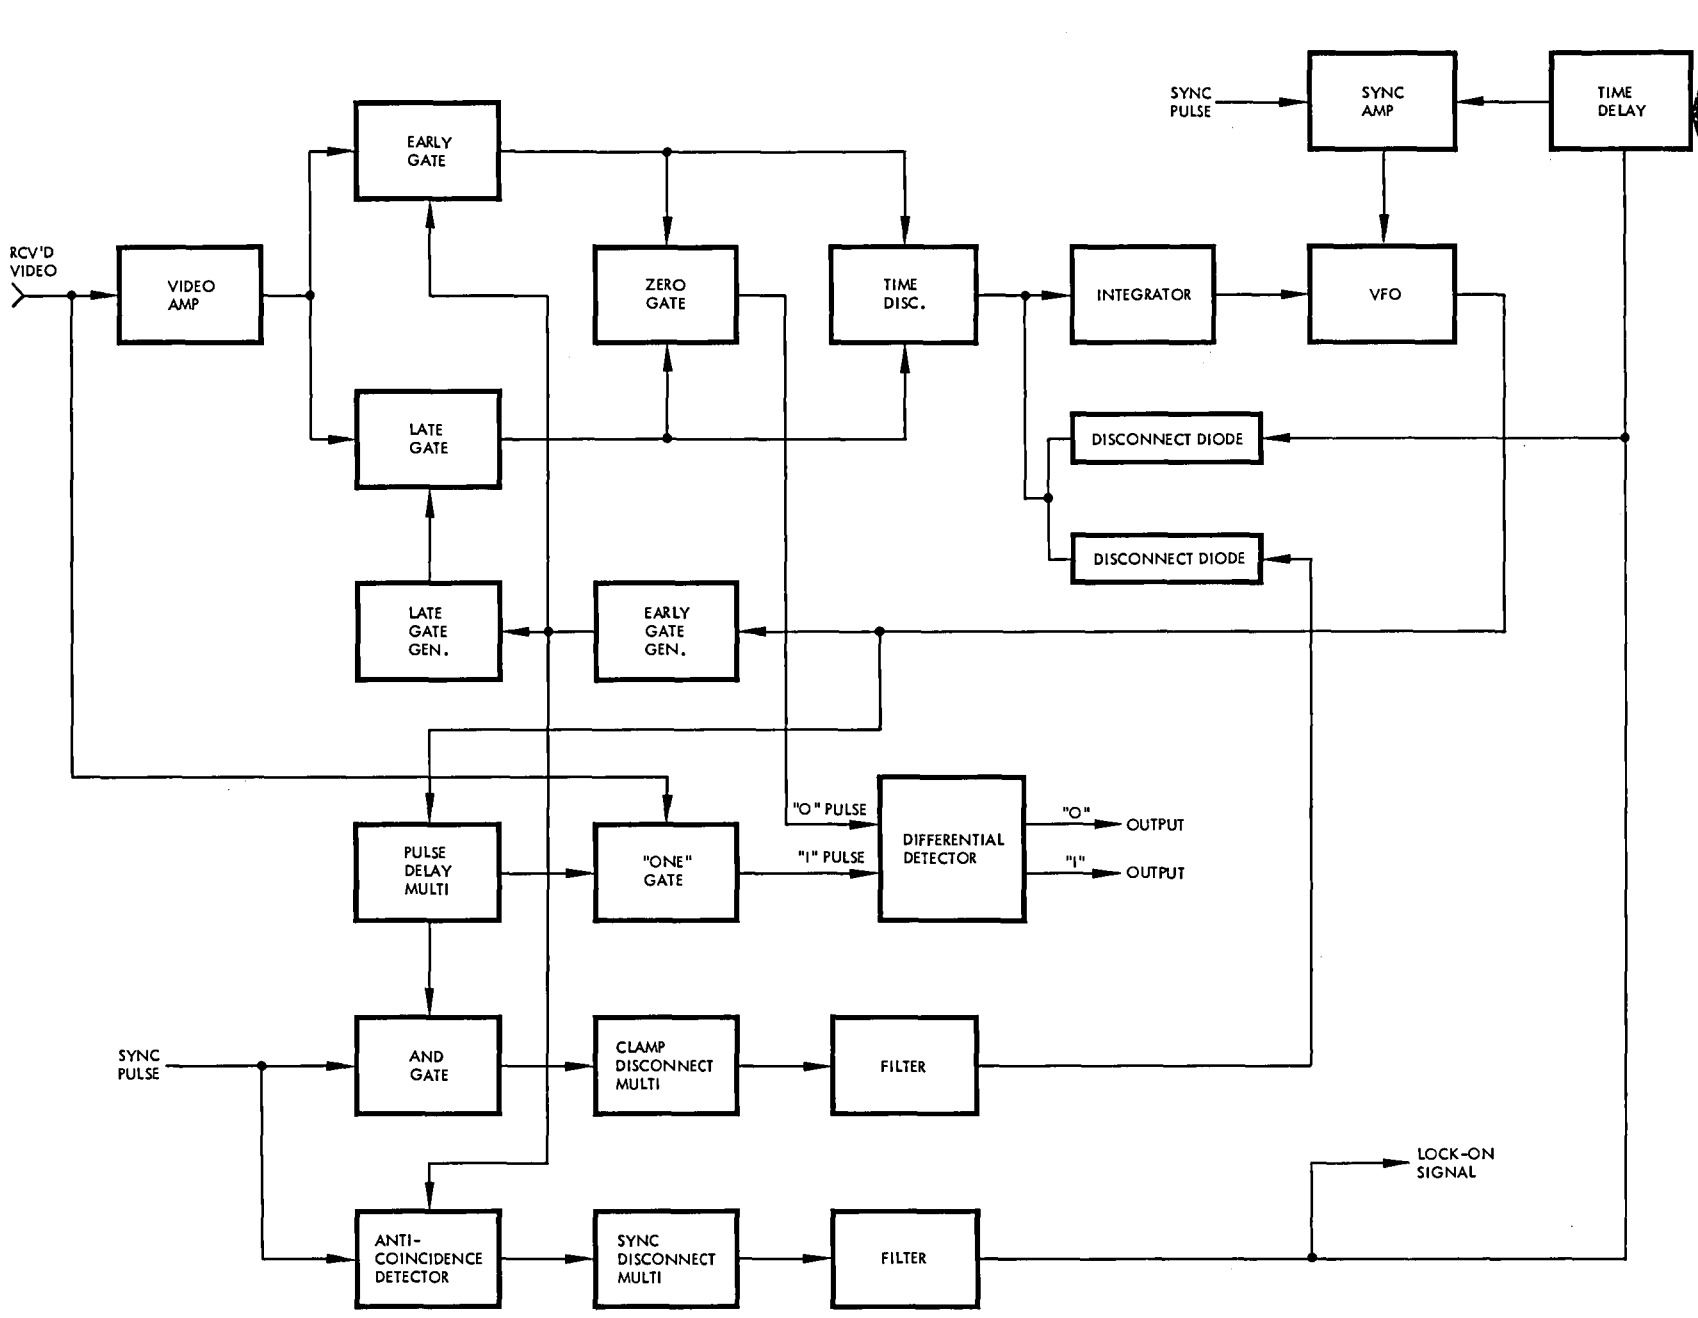 SYNC
PULSE
SYNC
AMP
TIME
DELAY
EARLY
GATE
RCV'D
VIDEO
VIDEO
AMP
ZERO
GATE
TIME
DISC.
INTEGRATOR
VFO
LATE
GATE
DISCONNECT DIODE
DISCONNECT DIODE
LATE
GATE
GEN.
EARLY
GATE
GEN.
"O" PULSE
"I" PULSE
DIFFERENTIAL
DETECTOR
"O"
OUTPUT
"I"
OUTPUT
PULSE
DELAY
MULTI
"ONE"
GATE
SYNC
PULSE
AND
GATE
CLAMP
DISCONNECT
MULTI
FILTER
LOCK-ON
SIGNAL
ANTI-
COINCIDENCE
DETECTOR
SYNC
DISCONNECT
MULTI
FILTER